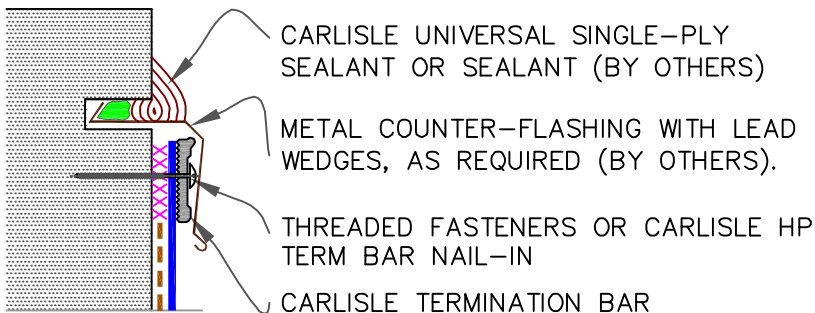 CARLISLE UNIVERSAL SINGLE-PLY
SEALANT OR SEALANT (BY OTHERS)
METAL COUNTER-FLASHING WITH LEAD
WEDGES, AS REQUIRED (BY OTHERS).
THREADED FASTENERS OR CARLISLE HP
TERM BAR NAIL-IN
CARLISLE TERMINATION BAR